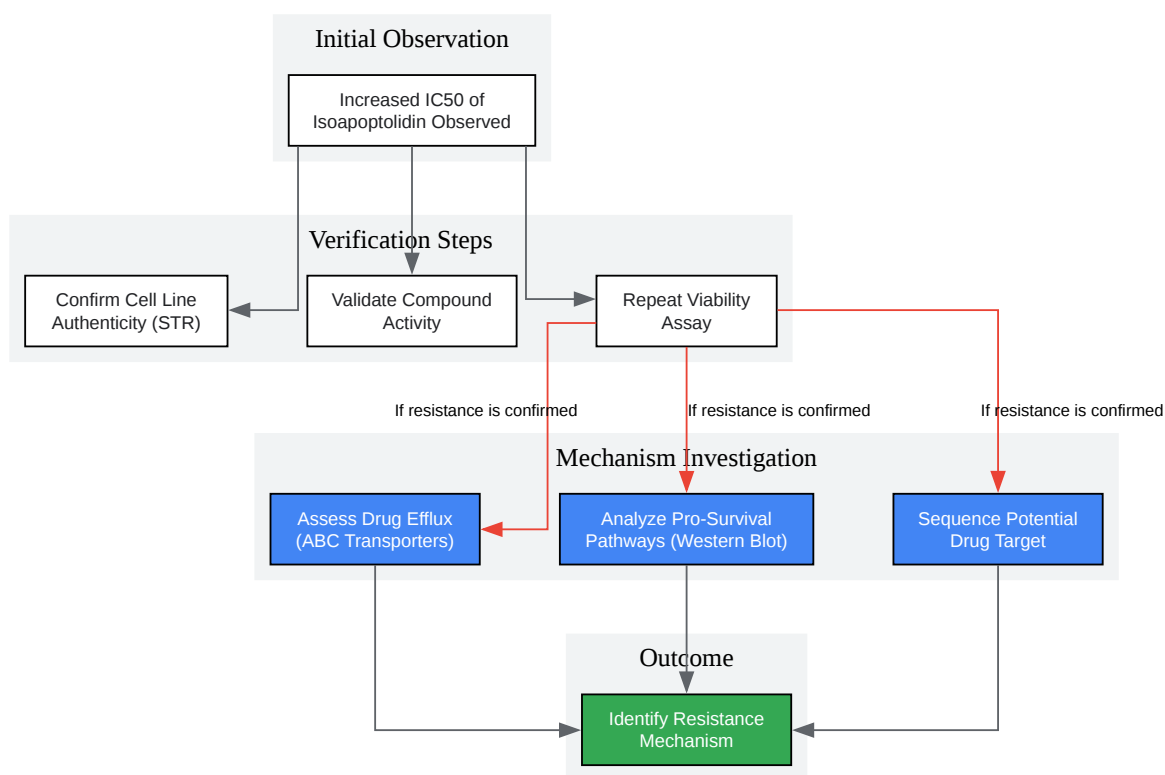 Initial Observation
Increased IC50 of
Isoapoptolidin Observed
Verification Steps
Confirm Cell Line
Authenticity (STR)
Validate Compound
Activity
Repeat Viability
Assay
If resistance is confirmed
If resistance is confirmed
If resistance is confirmed
Mechanism Investigation
Assess Drug Efflux
(ABC Transporters)
Analyze Pro-Survival
Pathways (Western Blot)
Sequence Potential
Drug Target
Outcome
Identify Resistance
Mechanism